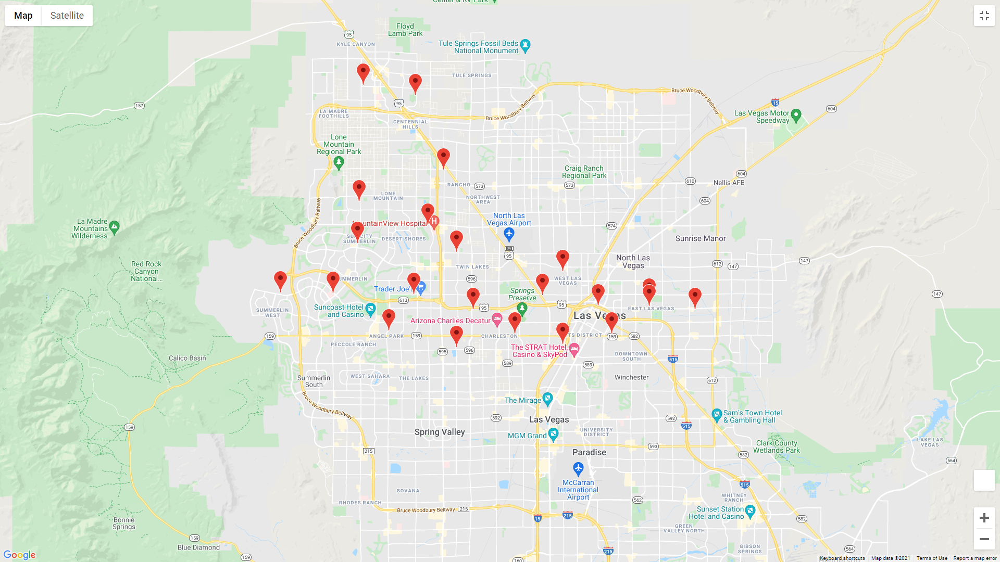 Center & RV Park
Map
Satellite
Floyd
Lamb Park
95
KYLE CANYON
Tule Springs Fossil Beds
National Monument
TULE SPRINGS
157
95
LA MADRE
FOOTHILLS
CENTENNIAL
HILLS
Bruce Woodbury Beltway
Bruce Woodbury Beltway
15
604
Las Vegas Motor
Speedway
Lone
Mountain
Regional Park
Craig Ranch
Regional Park
573
RANCHO
573
610
604
Nellis AFB
604
LONE
MOUNTAIN
NORTHWEST
AREA
Bruce Woodbury Beltway
North Las
Vegas Airport
La Madre
Mountains
Wilderness
MountainView Hospital
574
SUN CITY
SUMMERLIN
DESERT SHORES
Sunrise Manor
BUS
95
North Las
Vegas
147
612
147
Red Rock
Canyon
National...
TWIN LAKES
596
SUMMERLIN
WEST LAS
VEGAS
Trader Joe's
Springs
Preserve
147
613
95
95
Suncoast Hotel
and Casino
EAST LAS VEGAS
SUMMERLIN
WEST
Arizona Charlies Decatur
Las Vegas
159
ANGEL PARK
159
CHARLESTON
ARTS DISTRICT
159
582
PECCOLE RANCH
595
596
The STRAT Hotel,
Casino & SkyPod
Calico Basin
589
589
DOWNTOWN
SOUTH
515
Summerlin
South
WEST SAHARA
THE LAKES
Winchester
612
Bruce Woodbury Beltway
The Mirage
Sam's Town Hotel
& Gambling Hall
592
Las Vegas
592
159
515
Spring Valley
MGM Grand
UNIVERSITY
DISTRICT
593
Clark County
Wetlands Park
LAKE LAS
VEGAS
215
Paradise
582
564
McCarran
International
Airport
515
SOVANA
WHITNEY
RANCH
RHODES RANCH
562
Bruce Woodbury Beltway
215
Sunset Station
Hotel and Casino
15
215
582
Bonnie
Springs
GREEN
VALLEY NORTH
159
Blue Diamond
GIBSON
SPRINGS
564
215
159
160
Henderson
Google
Keyboard shortcuts
Map data ©2021
Terms of Use
Report a map error